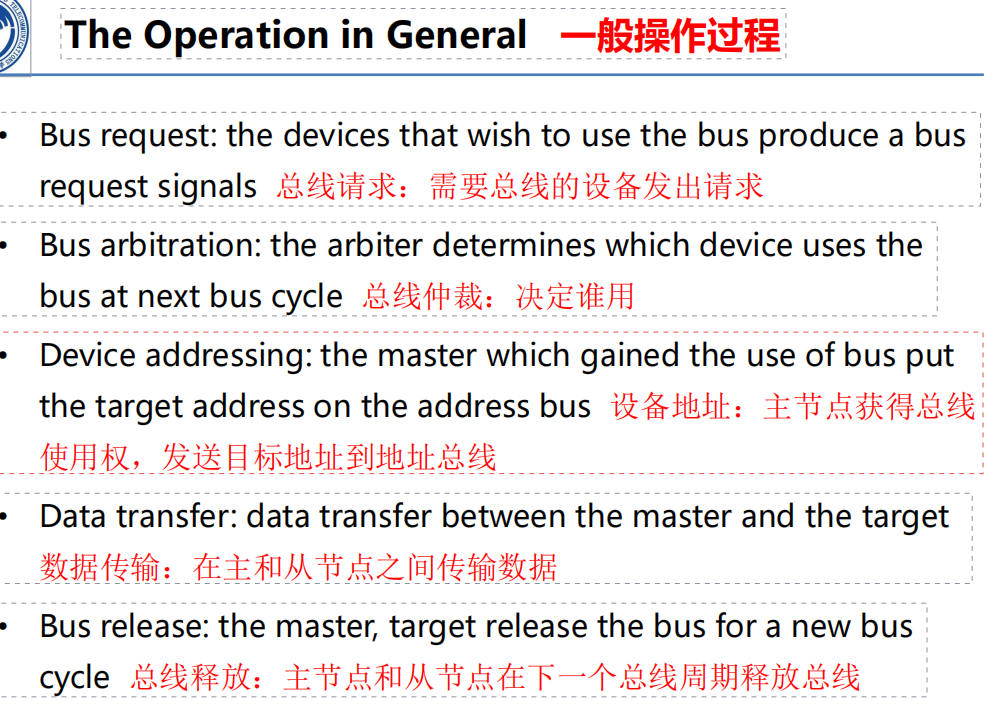 The Operation in General 一般操作过程
• Bus request: the devices that wish to use the bus produce a bus
request signals 总线请求：需要总线的设备发出请求
• Bus arbitration: the arbiter determines which device uses the
bus at next bus cycle 总线仲裁：决定谁用
• Device addressing: the master which gained the use of bus put
the target address on the address bus 设备地址：主节点获得总线
使用权，发送目标地址到地址总线
• Data transfer: data transfer between the master and the target
数据传输：在主和从节点之间传输数据
• Bus release: the master, target release the bus for a new bus
cycle 总线释放：主节点和从节点在下一个总线周期释放总线